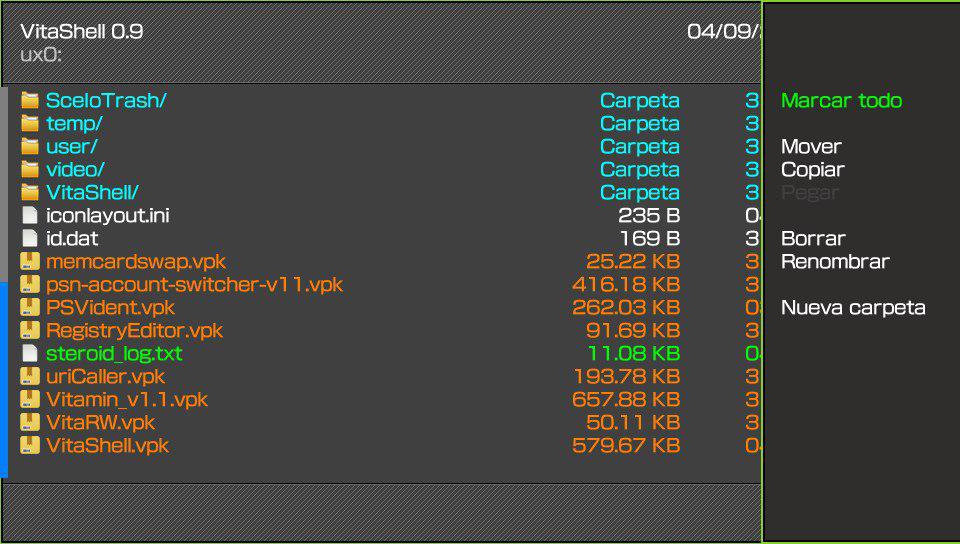 VitaShell 0.9 04/09/
ux0:
SceIoTrash/ Carpeta 3
temp/ Carpeta 3
user/ Carpeta 3
video/ Carpeta 3
VitaShell/ Carpeta 3
iconlayout.ini 235 B 0
id.dat 169 B 3
memcardswap.vpk 25.22 KB 3
psn-account-switcher-v11.vpk 416.18 KB 3
PSVident.vpk 262.03 KB 0
RegistryEditor.vpk 91.69 KB 3
steroid_log.txt 11.08 KB 0
uriCaller.vpk 193.78 KB 3
Vitamin_v1.1.vpk 657.88 KB 3
VitaRW.vpk 50.11 KB 3
VitaShell.vpk 579.67 KB 0
Marcar todo
Mover
Copiar
Pegar
Borrar
Renombrar
Nueva carpeta